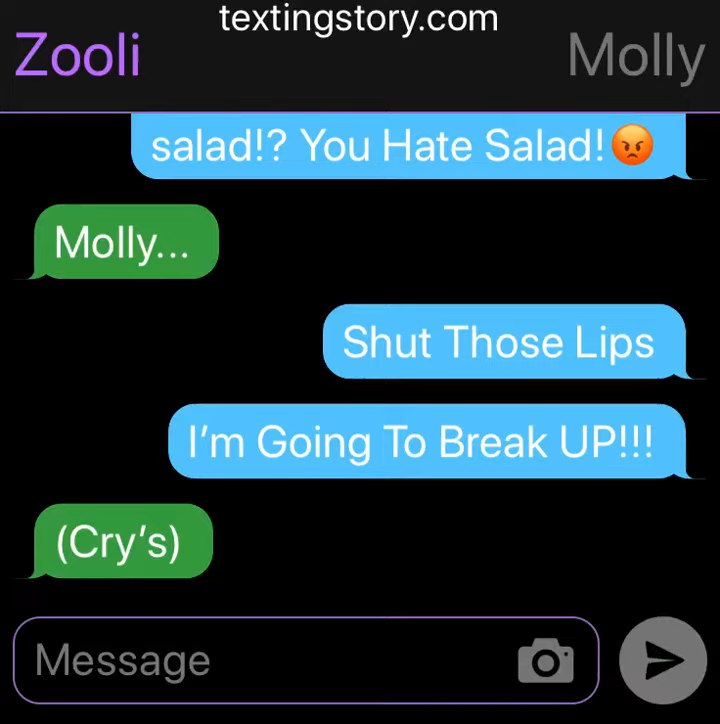 textingstory.com
Zooli
Molly
salad!? You Hate Salad!😡
Molly...
Shut Those Lips
I’m Going To Break UP!!!
(Cry’s)
Message